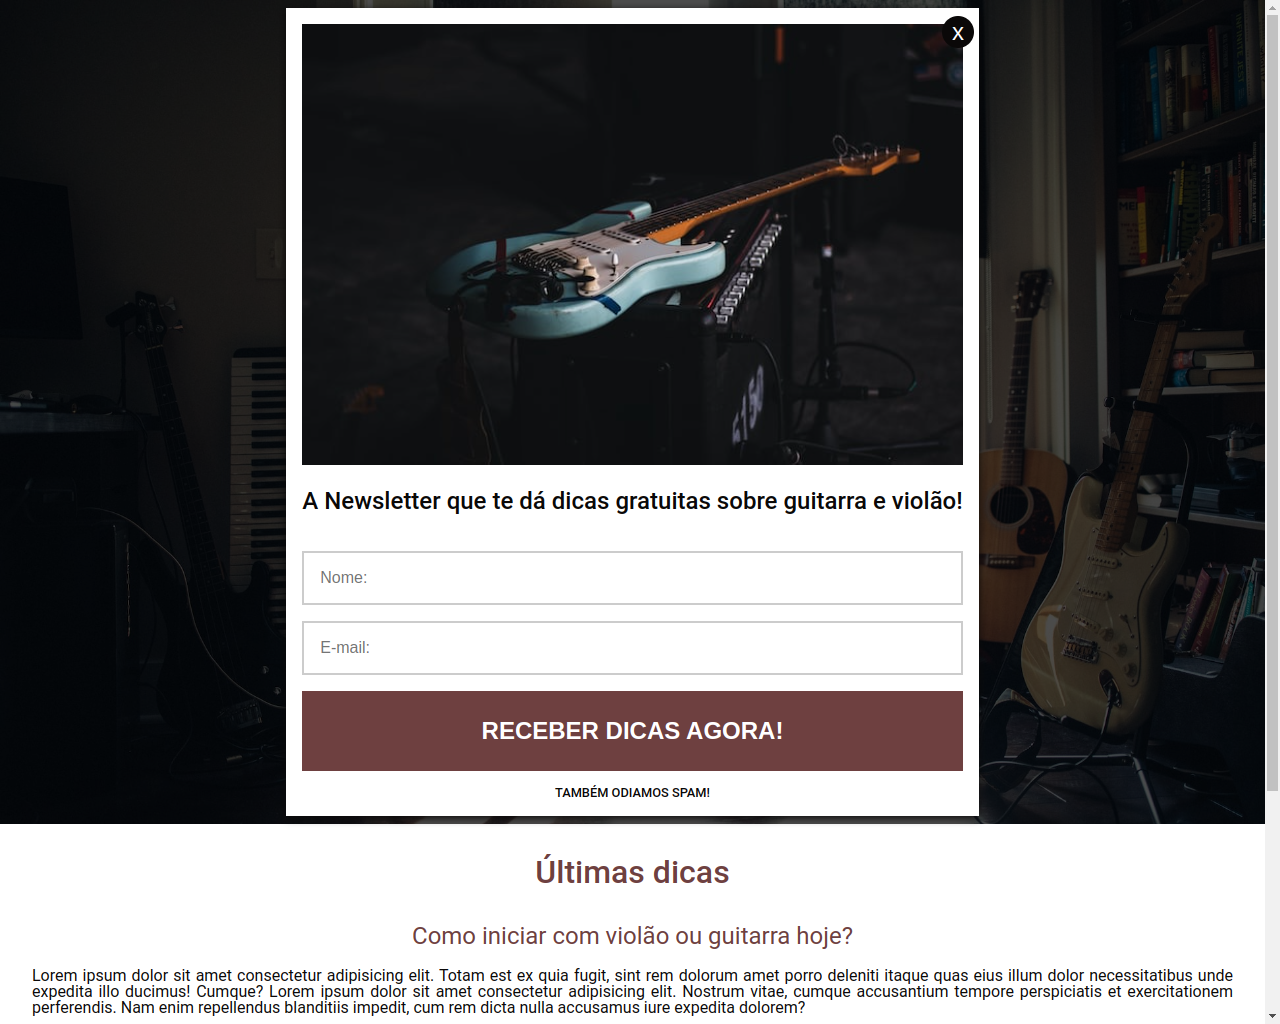 x
A Newsletter que te dá dicas gratuitas sobre guitarra e violão!
Nome:
E-mail:
RECEBER DICAS AGORA!
TAMBÉM ODIAMOS SPAM!
Últimas dicas
Como iniciar com violão ou guitarra hoje?
Lorem ipsum dolor sit amet consectetur adipisicing elit. Totam est ex quia fugit, sint rem dolorum amet porro deleniti itaque quas eius illum dolor necessitatibus unde
expedita illo ducimus! Cumque? Lorem ipsum dolor sit amet consectetur adipisicing elit. Nostrum vitae, cumque accusantium tempore perspiciatis et exercitationem
perferendis. Nam enim repellendus blanditiis impedit, cum rem dicta nulla accusamus iure expedita dolorem?